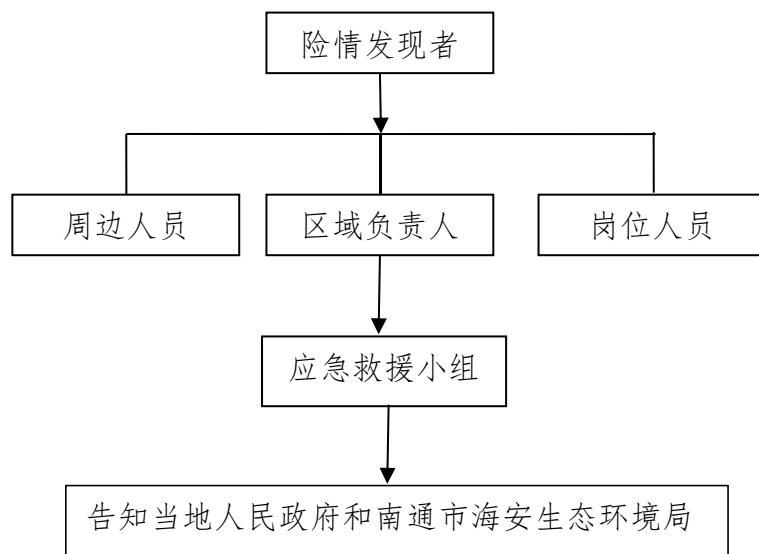 险情发现者
周边人员
区域负责人
岗位人员
应急救援小组
告知当地人民政府和南通市海安生态环境局